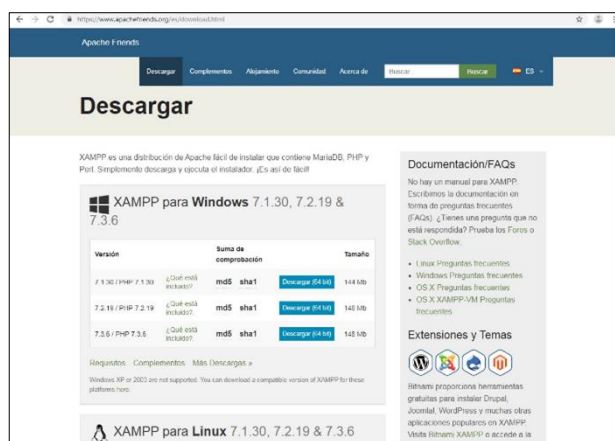 https://www.apachefriends.org/es/download.html
Apache Friends
Descargar Complementos Alojamiento Comunidad Acerca de Buscar Buscar ES
Descargar
XAMPP es una distribución de Apache fácil de instalar que contiene MariaDB, PHP y
Perl. Simplemente descarga y ejecuta el instalador. ¡Es así de fácil!
XAMPP para Windows 7.1.30, 7.2.19 &
7.3.6
Versión Suma de comprobación Tamaño
7.1.30 / PHP 7.1.30 ¿Qué está incluido? md5 sha1 Descargar (64 bit) 144 Mb
7.2.19 / PHP 7.2.19 ¿Qué está incluido? md5 sha1 Descargar (64 bit) 145 Mb
7.3.6 / PHP 7.3.6 ¿Qué está incluido? md5 sha1 Descargar (64 bit) 145 Mb
Requisitos Complementos Más Descargas »
Windows XP or 2003 are not supported. You can download a compatible version of XAMPP for these
platforms here.
XAMPP para Linux 7.1.30, 7.2.19 & 7.3.6
Documentación/FAQs
No hay un manual para XAMPP.
Escribimos la documentación en
forma de preguntas frecuentes
(FAQs). ¿Tienes una pregunta que no
está respondida? Prueba los Foros o
Stack Overflow.
Linux Preguntas frecuentes
Windows Preguntas frecuentes
OS X Preguntas frecuentes
OS X XAMPP-VM Preguntas
frecuentes
Extensiones y Temas
Bitnami proporciona herramientas
gratuitas para instalar Drupal,
Joomla!, WordPress y muchas otras
aplicaciones populares en XAMPP.
Visita Bitnami XAMPP o accede a la